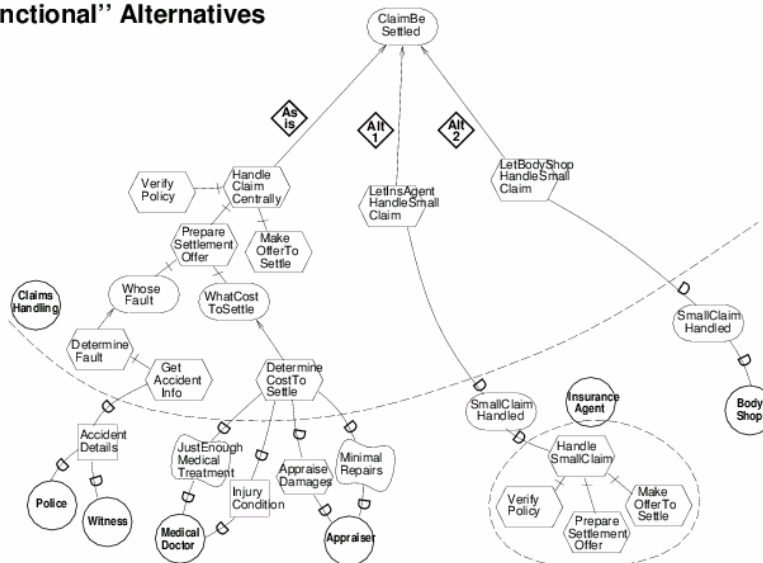 nctional” Alternatives
ClaimBe
Settled
As
is
Alt
1
Alt
2
Verify
Policy
Handle
Claim
Centrally
LetInsAgent
HandleSmall
Claim
LetBodyShop
HandleSmall
Claim
Prepare
Settlement
Offer
Make
OfferTo
Settle
Claims
Handling
Whose
Fault
WhatCost
ToSettle
SmallClaim
Handled
Determine
Fault
Get
Accident
Info
Determine
CostTo
Settle
SmallClaim
Handled
Insurance
Agent
Body
Shop
Accident
Details
JustEnough
Medical
Treatment
Injury
Condition
Appraise
Damages
Minimal
Repairs
Handle
SmallClaim
Police
Witness
Medical
Doctor
Appraiser
Verify
Policy
Prepare
Settlement
Offer
Make
OfferTo
Settle